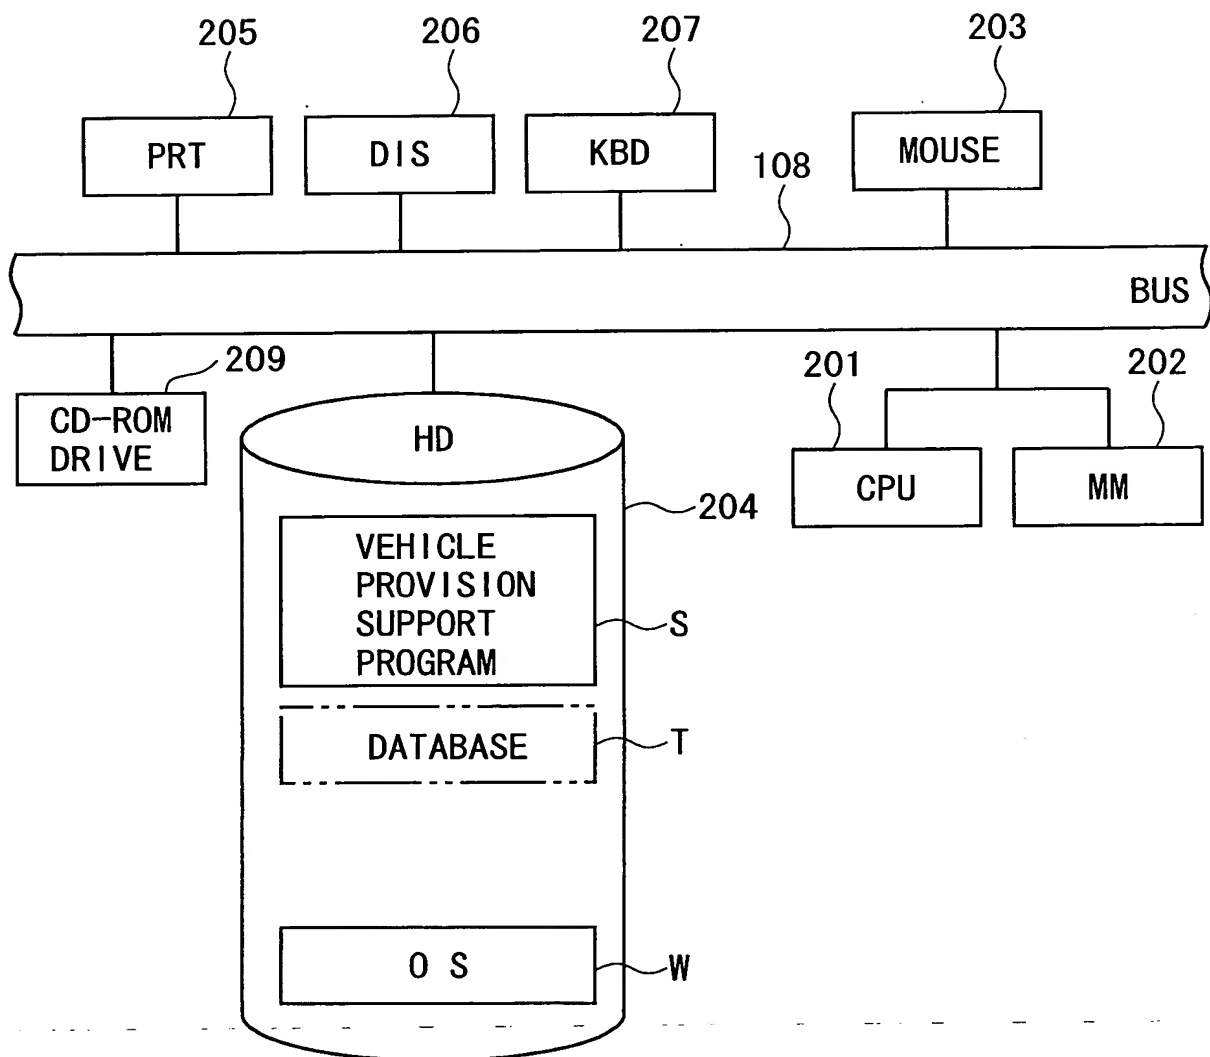 205
206
207
203
PRT
DIS
KBD
MOUSE
108
BUS
209
201
202
CD-ROM
DRIVE
HD
CPU
MM
204
VEHICLE
PROVISION
SUPPORT
PROGRAM
S
DATABASE
T
O S
W